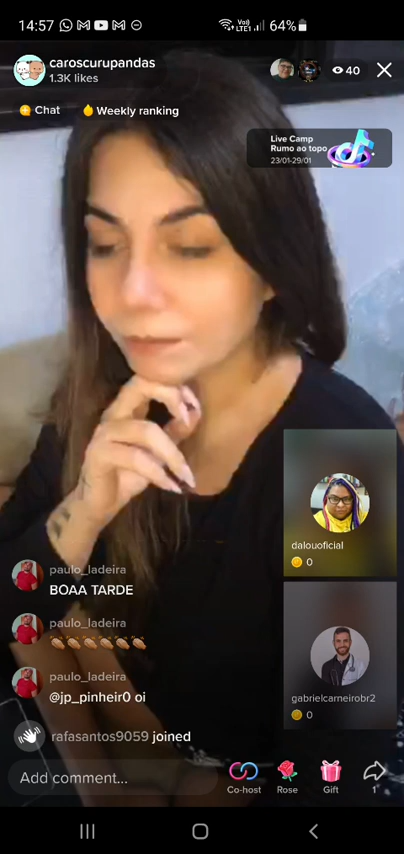 14:57
Vo))
LTE1
64%
caroscurupandas
1.3K likes
40
Chat
Weekly ranking
Live Camp
Rumo ao topo
23/01-29/01
dalouoficial
0
paulo_ladeira
BOAA TARDE
paulo_ladeira
👏👏👏👏👏👏
paulo_ladeira
@jp_pinheir0 oi
gabrielcarneirobr2
0
rafasantos9059 joined
Add comment...
Co-host
Rose
Gift
1